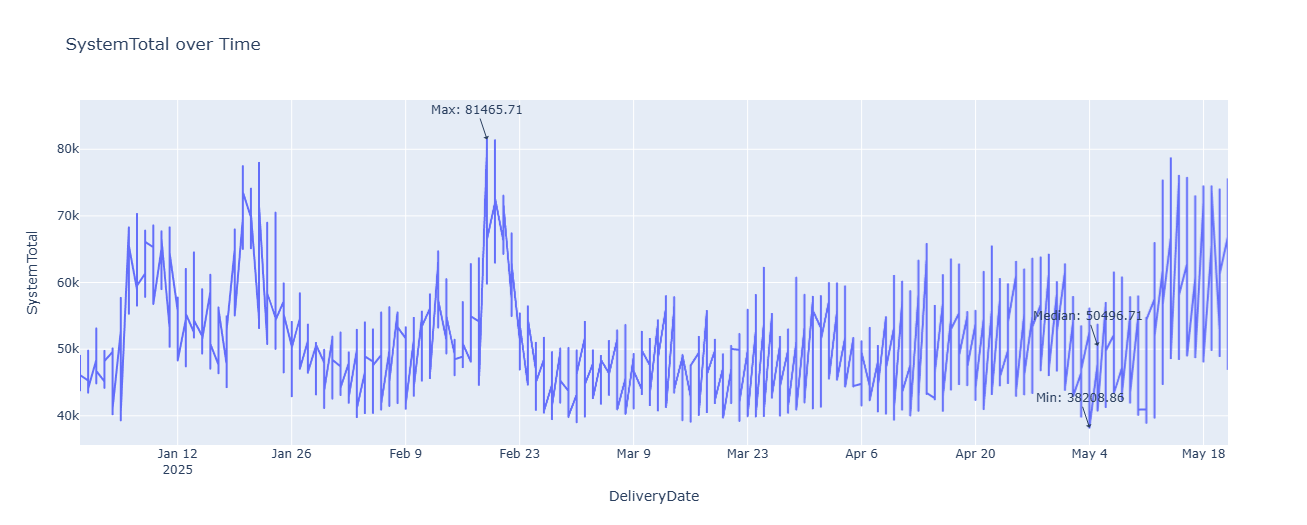 SystemTotal over Time
Max: 81465.71
80k
70k
60k
50k
40k
SystemTotal
Median: 50496.71
Min: 38208.86
Jan 12
2025
Jan 26
Feb 9
Feb 23
Mar 9
Mar 23
Apr 6
Apr 20
May 4
May 18
DeliveryDate